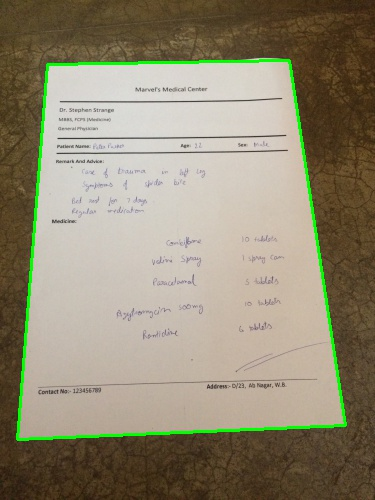 Marvel's Medical Center
Dr. Stephen Strange
MBBS, FCPS (Medicine)
General Physician
Patient Name: Peter Parker Age: 22 Sex: Male
Remark And Advice:
Case of trauma in left leg
Symptoms of spider bite
Bed rest for 7 days
Regular medication
Medicine:
10 tablets
Volini Spray 1 spray can
Paracetamol 5 tablets
500mg 10 tablets
Ranitidine 6 tablets
Contact No:- 123456789 Address:- D/23, Ab Nagar, W.B.